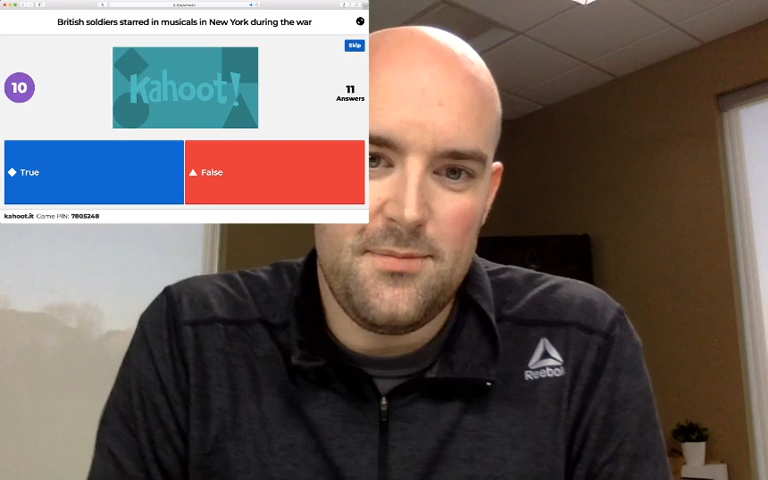 British soldiers starred in musicals in New York during the war
Skip
10
Kahoot!
11
Answers
True
False
kahoot.it Game PIN: 7805248
Reebok